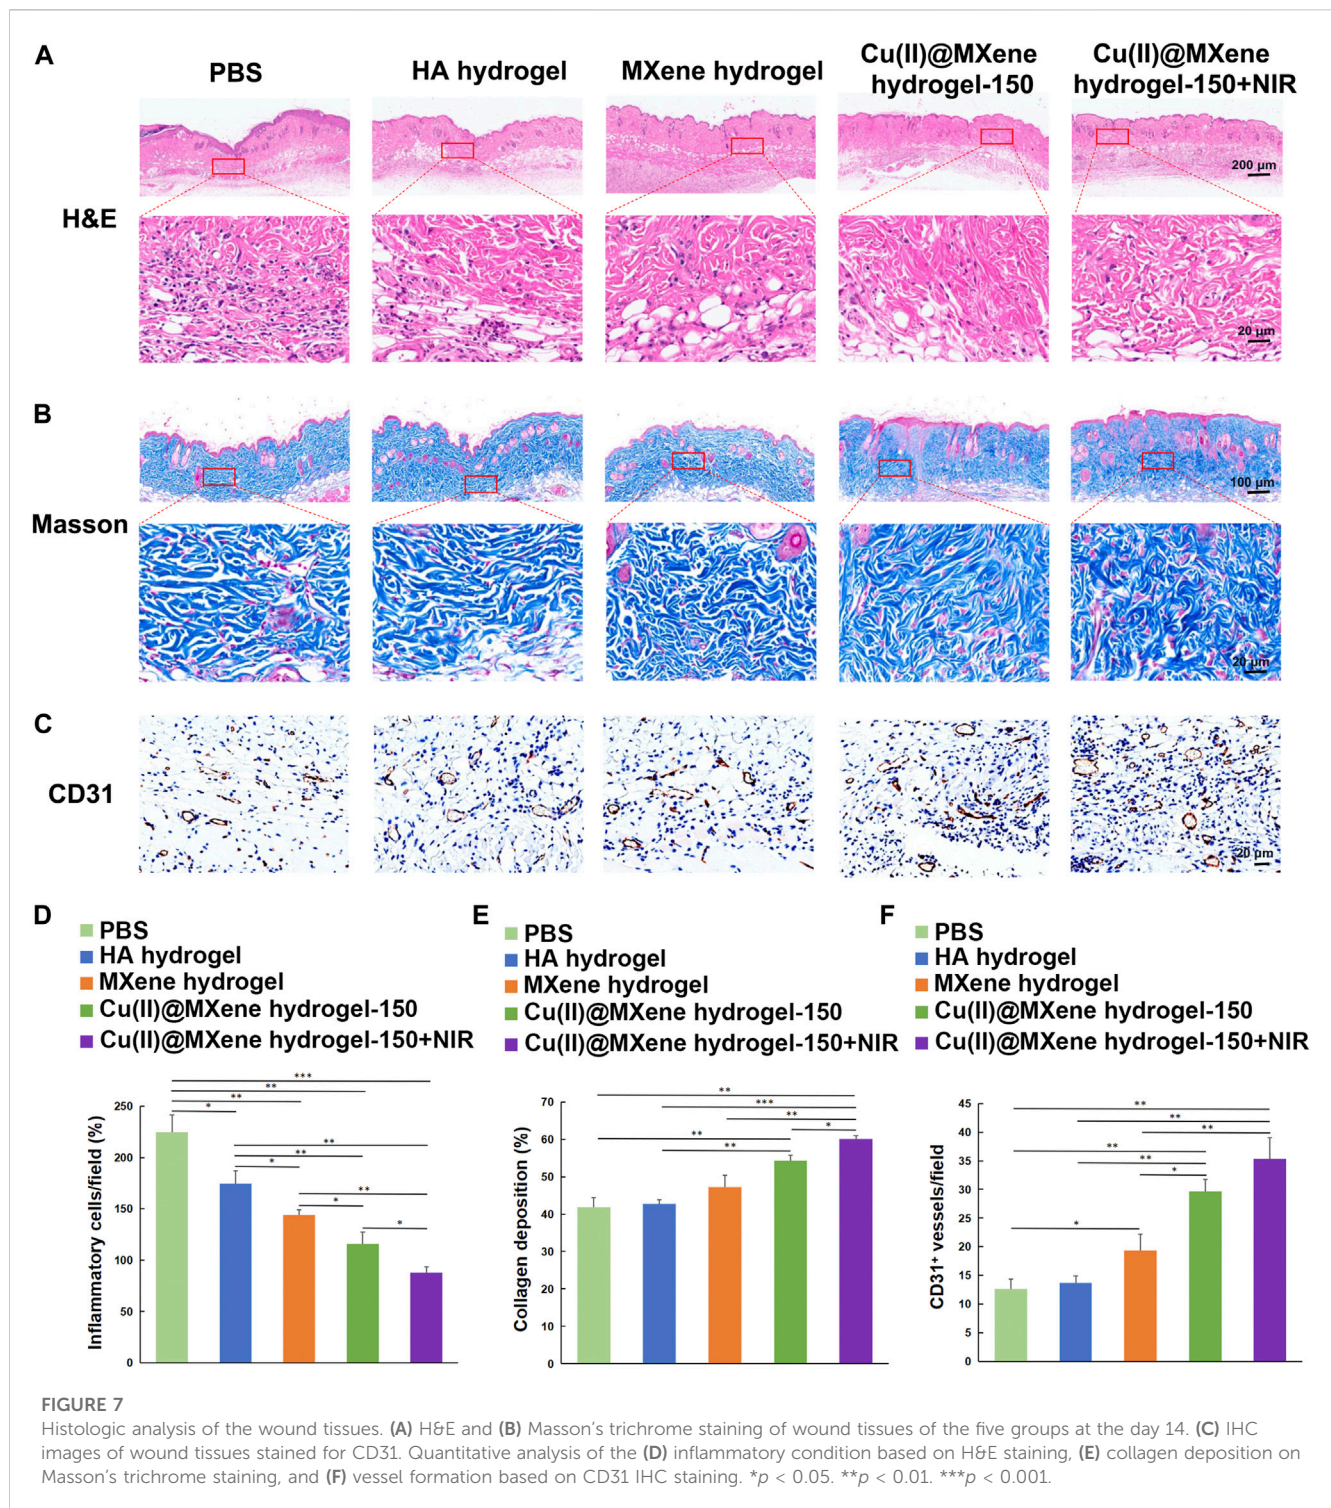 A
PBS
HA hydrogel
MXene hydrogel
Cu(II)@MXene
hydrogel-150
Cu(II)@MXene
hydrogel-150+NIR
200 µm
H&E
20 µm
B
100 µm
Masson
20 µm
C
CD31
20 µm
D
PBS
HA hydrogel
MXene hydrogel
Cu(II)@MXene hydrogel-150
Cu(II)@MXene hydrogel-150+NIR
Inflammatory cells/field (%)
250
200
150
100
50
0
***
**
**
*
**
**
*
**
*
*
E
PBS
HA hydrogel
MXene hydrogel
Cu(II)@MXene hydrogel-150
Cu(II)@MXene hydrogel-150+NIR
Collagen deposition (%)
70
60
50
40
30
20
10
0
**
***
**
*
**
**
F
PBS
HA hydrogel
MXene hydrogel
Cu(II)@MXene hydrogel-150
Cu(II)@MXene hydrogel-150+NIR
CD31+ vessels/field
45
40
35
30
25
20
15
10
5
0
**
**
**
**
**
*
*
FIGURE 7
Histologic analysis of the wound tissues. (A) H&E and (B) Masson's trichrome staining of wound tissues of the five groups at the day 14. (C) IHC
images of wound tissues stained for CD31. Quantitative analysis of the (D) inflammatory condition based on H&E staining, (E) collagen deposition on
Masson's trichrome staining, and (F) vessel formation based on CD31 IHC staining. *p < 0.05. **p < 0.01. ***p < 0.001.